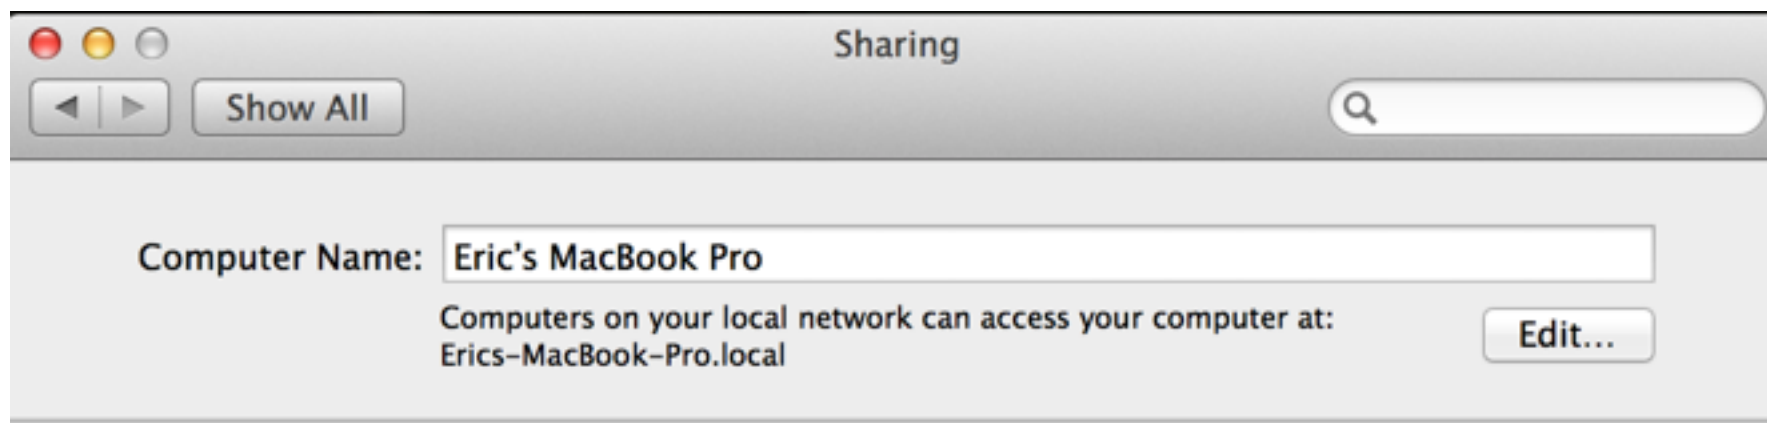 Sharing
Show All
Computer Name: Eric's MacBook Pro
Computers on your local network can access your computer at:
Erics-MacBook-Pro.local
Edit...